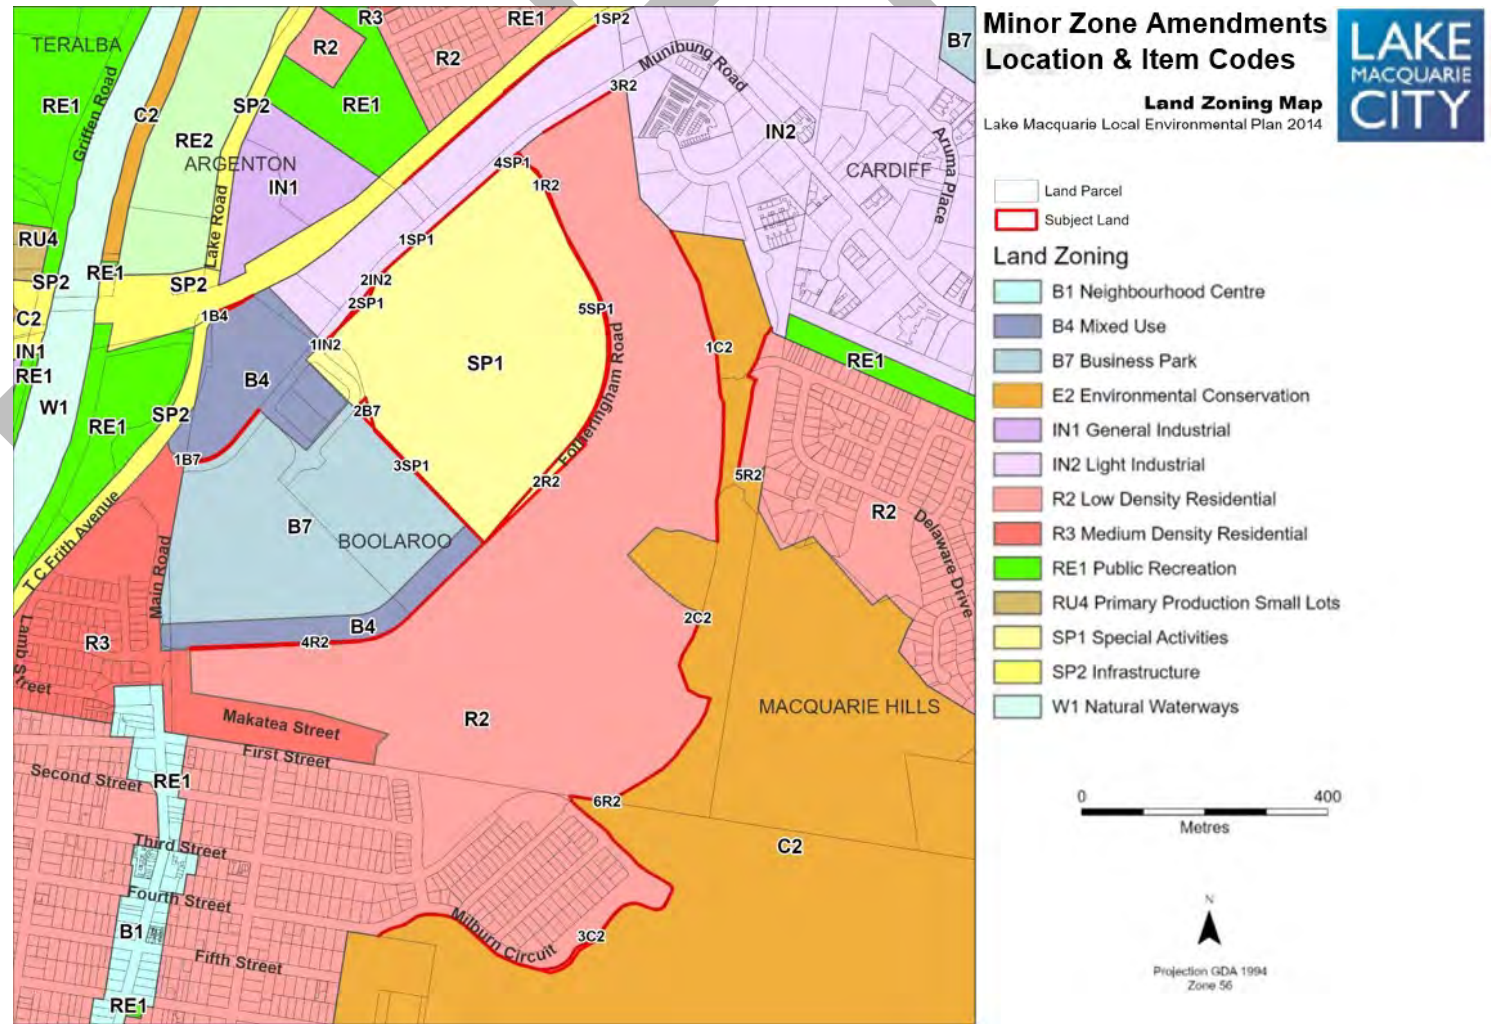 Minor Zone Amendments
Location & Item Codes
Land Zoning Map
Lake Macquarie Local Environmental Plan 2014
LAKE
MACQUARIE
CITY
Land Parcel
Subject Land
Land Zoning
B1 Neighbourhood Centre
B4 Mixed Use
B7 Business Park
E2 Environmental Conservation
IN1 General Industrial
IN2 Light Industrial
R2 Low Density Residential
R3 Medium Density Residential
RE1 Public Recreation
RU4 Primary Production Small Lots
SP1 Special Activities
SP2 Infrastructure
W1 Natural Waterways
0 400
Metres
N
Projection GDA 1994
Zone 56
R3
RE1
1SP2
TERALBA
R2
R2
B7
Munibung Road
3R2
RE1
Griffen Road
C2
SP2
RE1
RE2
IN2
ARGENTON
4SP1
CARDIFF
Aruma Place
IN1
1R2
Lake Road
RU4
1SP1
RE1
SP2
SP2
2IN2
2SP1
5SP1
C2
1B4
IN1
1IN2
1C2
RE1
SP1
RE1
B4
Fotheringham Road
W1
SP2
2B7
RE1
1B7
3SP1
2R2
5R2
R2
B7
BOOLAROO
Delaware Drive
T C Frith Avenue
Main Road
B4
2C2
R3
4R2
Lamb Street
MACQUARIE HILLS
R2
Makatea Street
First Street
Second Street
RE1
6R2
Third Street
C2
Fourth Street
B1
Milburn Circuit
3C2
Fifth Street
RE1